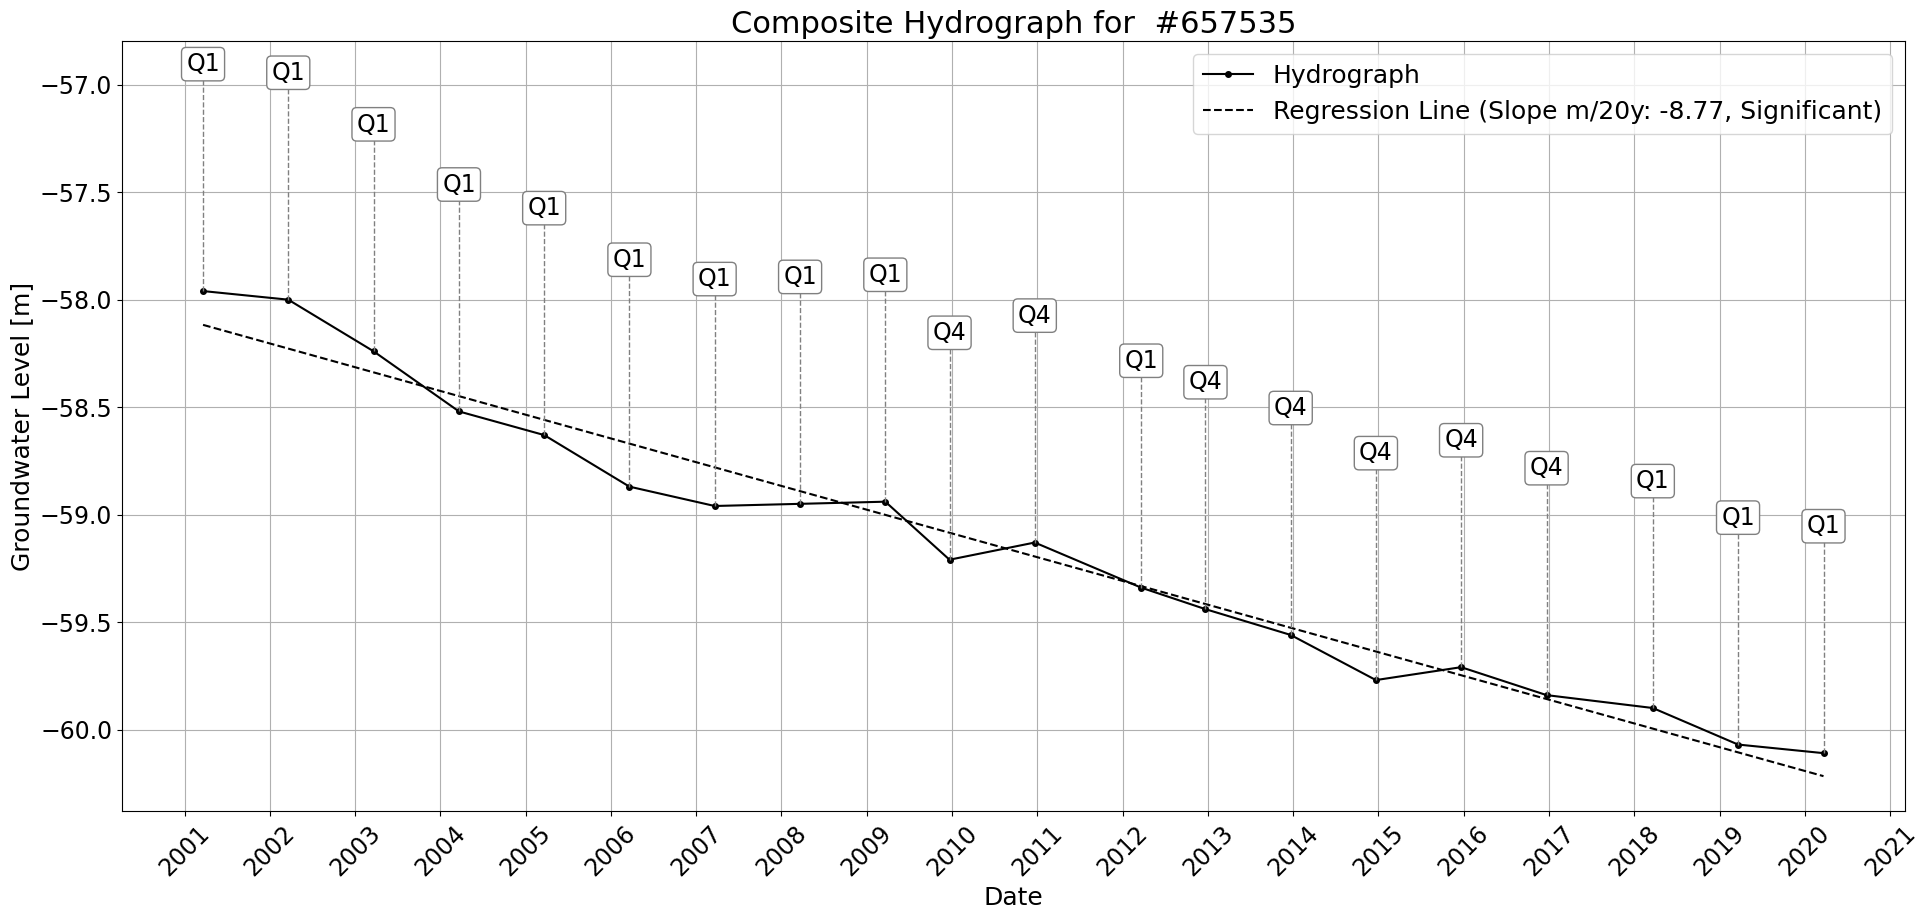 Composite Hydrograph for  #657535
Hydrograph
Regression Line (Slope m/20y: -8.77, Significant)
Groundwater Level [m]
−57.0
−57.5
−58.0
−58.5
−59.0
−59.5
−60.0
Q1
Q1
Q1
Q1
Q1
Q1
Q1
Q1
Q1
Q4
Q4
Q1
Q4
Q4
Q4
Q4
Q4
Q1
Q1
Q1
2001
2002
2003
2004
2005
2006
2007
2008
2009
2010
2011
2012
2013
2014
2015
2016
2017
2018
2019
2020
2021
Date